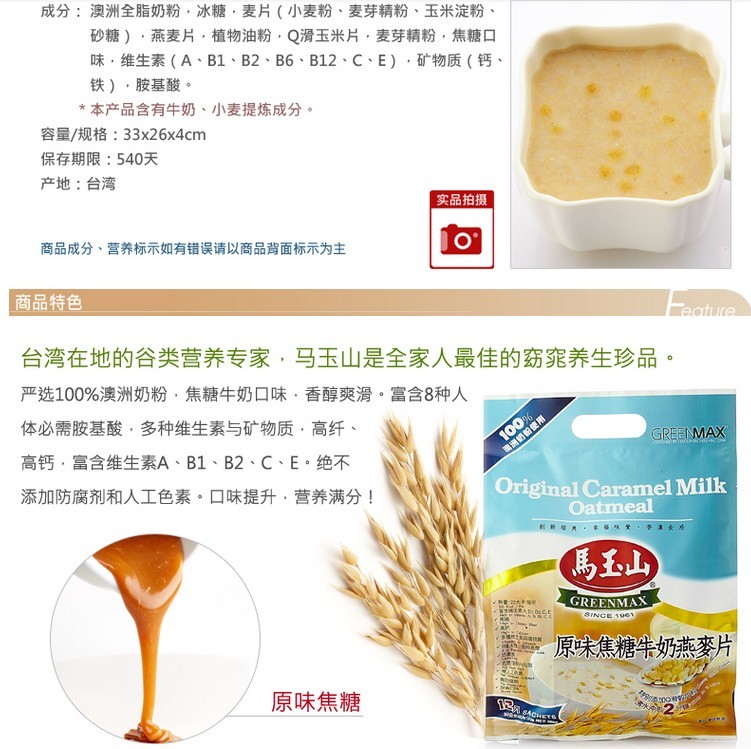 成分：澳洲全脂奶粉，冰糖，麦片（小麦粉、麦芽精粉、玉米淀粉、
砂糖），燕麦片，植物油粉，Q滑玉米片，麦芽精粉，焦糖口
味，维生素（A、B1、B2、B6、B12、C、E），矿物质（钙、
铁），胺基酸。
*本产品含有牛奶、小麦提炼成分。
容量/规格：33x26x4cm
保存期限：540天
产地：台湾
实品拍摄
商品成分、营养标示如有错误请以商品背面标示为主
商品特色
Feature
台湾在地的谷类营养专家，马玉山是全家人最佳的窈窕养生珍品。
严选100%澳洲奶粉，焦糖牛奶口味，香醇爽滑。富含8种人
体必需胺基酸，多种维生素与矿物质，高纤、
高钙，富含维生素A、B1、B2、C、E。绝不
添加防腐剂和人工色素。口味提升，营养满分！
100%
澳洲奶粉使用
GREENMAX
Original Caramel Milk
Oatmeal
馬玉山
GREENMAX
SINCE 1961
原味焦糖牛奶燕麥片
12入 SACHETS
原味焦糖